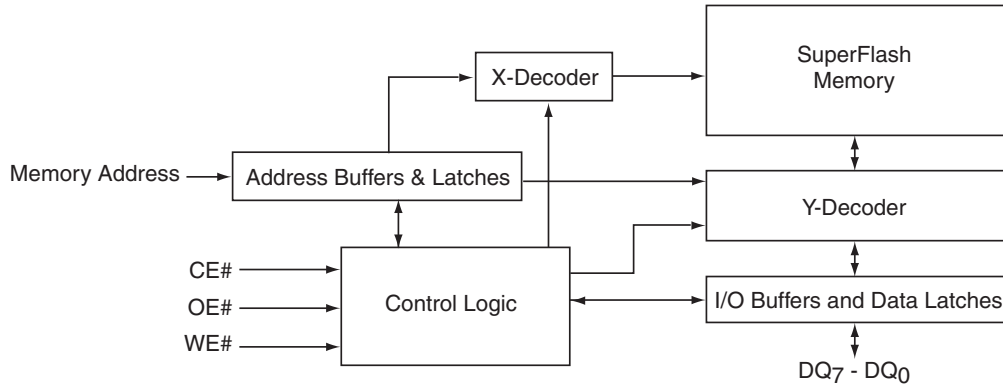 SuperFlash
Memory
X-Decoder
Memory Address
Address Buffers & Latches
Y-Decoder
CE#
OE#
WE#
Control Logic
I/O Buffers and Data Latches
DQ7 - DQ0